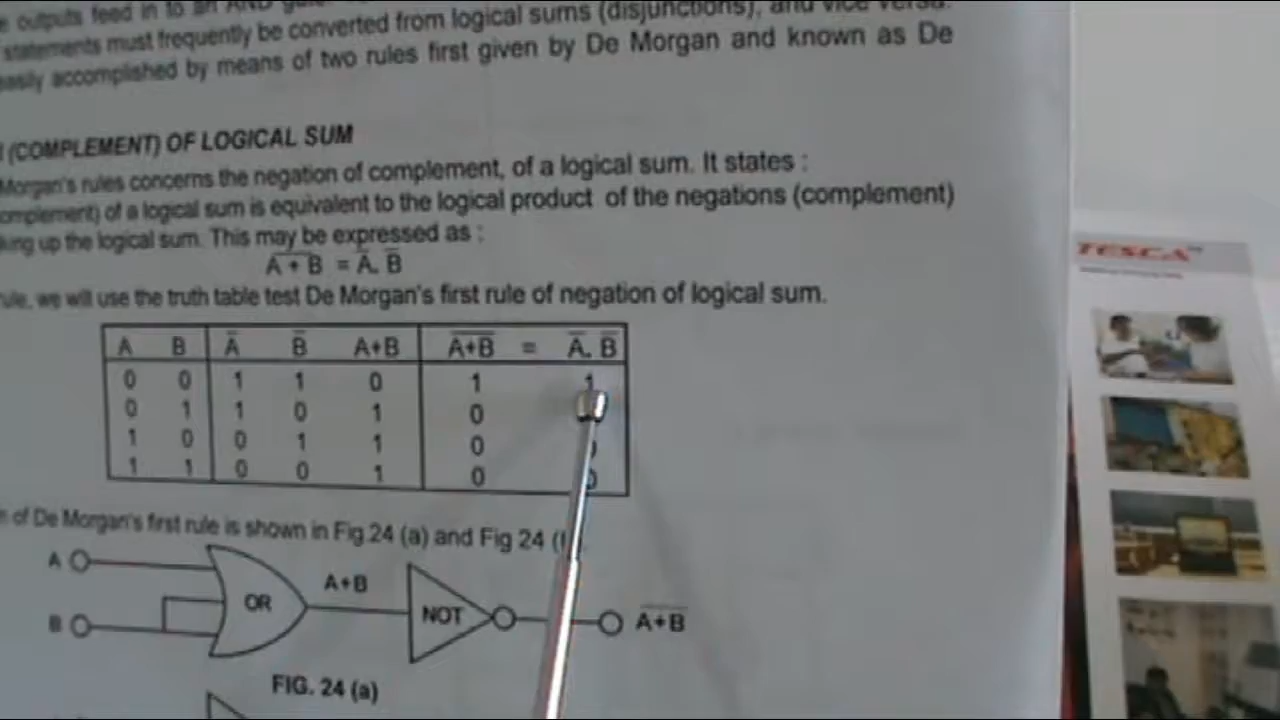 outputs feed in to an AND
statements must frequently be converted from logical sums (disjunctions), and vice versa.
easily accomplished by means of two rules first given by De Morgan and known as De
(COMPLEMENT) OF LOGICAL SUM
Morgan's rules concerns the negation of complement, of a logical sum. It states :
complement) of a logical sum is equivalent to the logical product of the negations (complement)
king up the logical sum. This may be expressed as :
A̅ ̅+̅ ̅B̅ = A̅. B̅
rule, we will use the truth table test De Morgan's first rule of negation of logical sum.
A B A̅ B̅ A+B A̅+̅B̅ = A̅. B̅
0 0 1 1 0 1 1
0 1 1 0 1 0
1 0 0 1 1 0
1 1 0 0 1 0 0
of De Morgan's first rule is shown in Fig.24 (a) and Fig 24 (
A
OR
A+B
NOT
A̅+̅B̅
B
FIG. 24 (a)
TESCA